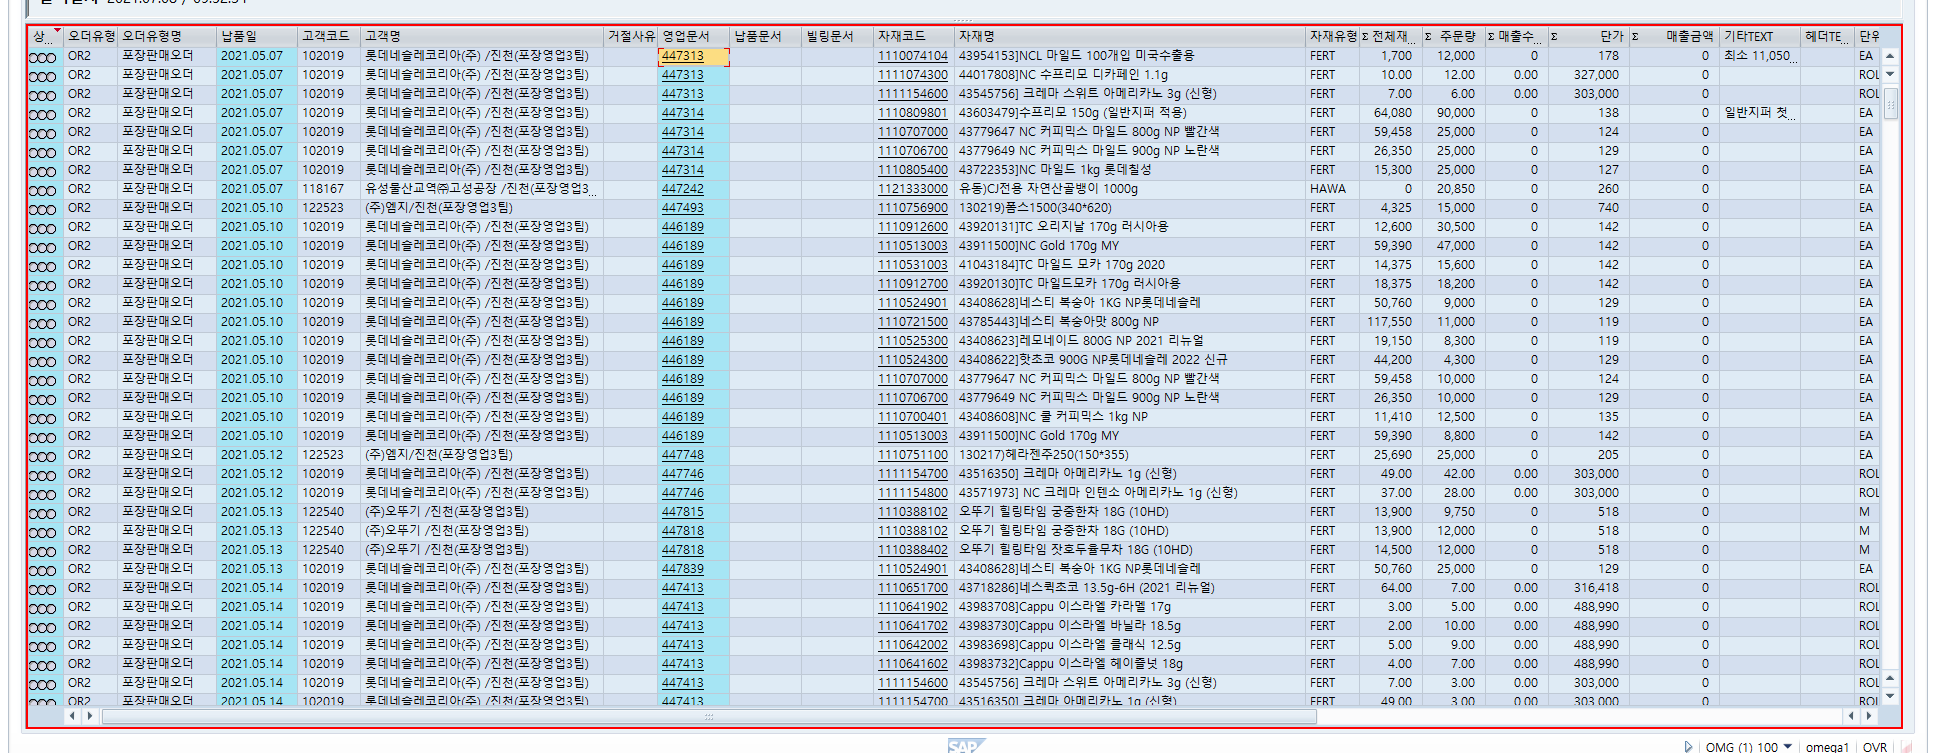 상... 오더유형 오더유형명 납품일 고객코드 고객명 거절사유 영업문서 납품문서 빌링문서 자재코드 자재명 자재유형 Σ 전체재... Σ 주문량 Σ 매출수... Σ 단가 Σ 매출금액 기타TEXT 헤더TE... 단위
OR2 포장판매오더 2021.05.07 102019 롯데네슬레코리아(주) /진천(포장영업3팀) 447313 1110074104 43954153]NCL 마일드 100개입 미국수출용 FERT 1,700 12,000 0 178 0 최소 11,050... EA
OR2 포장판매오더 2021.05.07 102019 롯데네슬레코리아(주) /진천(포장영업3팀) 447313 1111074300 44017808]NC 수프리모 디카페인 1.1g FERT 10.00 12.00 0.00 327,000 0 ROL
OR2 포장판매오더 2021.05.07 102019 롯데네슬레코리아(주) /진천(포장영업3팀) 447313 1111154600 43545756] 크레마 스위트 아메리카노 3g (신형) FERT 7.00 6.00 0.00 303,000 0 ROL
OR2 포장판매오더 2021.05.07 102019 롯데네슬레코리아(주) /진천(포장영업3팀) 447314 1110809801 43603479]수프리모 150g (일반지퍼 적용) FERT 64,080 90,000 0 138 0 일반지퍼 첫... EA
OR2 포장판매오더 2021.05.07 102019 롯데네슬레코리아(주) /진천(포장영업3팀) 447314 1110707000 43779647 NC 커피믹스 마일드 800g NP 빨간색 FERT 59,458 25,000 0 124 0 EA
OR2 포장판매오더 2021.05.07 102019 롯데네슬레코리아(주) /진천(포장영업3팀) 447314 1110706700 43779649 NC 커피믹스 마일드 900g NP 노란색 FERT 26,350 25,000 0 129 0 EA
OR2 포장판매오더 2021.05.07 102019 롯데네슬레코리아(주) /진천(포장영업3팀) 447314 1110805400 43722353]NC 마일드 1kg 롯데칠성 FERT 15,300 25,000 0 127 0 EA
OR2 포장판매오더 2021.05.07 118167 유성물산교역㈜고성공장 /진천(포장영업3... 447242 1121333000 유동)CJ전용 자연산골뱅이 1000g HAWA 0 20,850 0 260 0 EA
OR2 포장판매오더 2021.05.10 122523 (주)엠지/진천(포장영업3팀) 447493 1110756900 130219)폼스1500(340*620) FERT 4,325 15,000 0 740 0 EA
OR2 포장판매오더 2021.05.10 102019 롯데네슬레코리아(주) /진천(포장영업3팀) 446189 1110912600 43920131]TC 오리지날 170g 러시아용 FERT 12,600 30,500 0 142 0 EA
OR2 포장판매오더 2021.05.10 102019 롯데네슬레코리아(주) /진천(포장영업3팀) 446189 1110513003 43911500]NC Gold 170g MY FERT 59,390 47,000 0 142 0 EA
OR2 포장판매오더 2021.05.10 102019 롯데네슬레코리아(주) /진천(포장영업3팀) 446189 1110531003 41043184]TC 마일드 모카 170g 2020 FERT 14,375 15,600 0 142 0 EA
OR2 포장판매오더 2021.05.10 102019 롯데네슬레코리아(주) /진천(포장영업3팀) 446189 1110912700 43920130]TC 마일드모카 170g 러시아용 FERT 18,375 18,200 0 142 0 EA
OR2 포장판매오더 2021.05.10 102019 롯데네슬레코리아(주) /진천(포장영업3팀) 446189 1110524901 43408628]네스티 복숭아 1KG NP롯데네슬레 FERT 50,760 9,000 0 129 0 EA
OR2 포장판매오더 2021.05.10 102019 롯데네슬레코리아(주) /진천(포장영업3팀) 446189 1110721500 43785443]네스티 복숭아맛 800g NP FERT 117,550 11,000 0 119 0 EA
OR2 포장판매오더 2021.05.10 102019 롯데네슬레코리아(주) /진천(포장영업3팀) 446189 1110525300 43408623]레모네이드 800G NP 2021 리뉴얼 FERT 19,150 8,300 0 119 0 EA
OR2 포장판매오더 2021.05.10 102019 롯데네슬레코리아(주) /진천(포장영업3팀) 446189 1110524300 43408622]핫초코 900G NP롯데네슬레 2022 신규 FERT 44,200 4,300 0 129 0 EA
OR2 포장판매오더 2021.05.10 102019 롯데네슬레코리아(주) /진천(포장영업3팀) 446189 1110707000 43779647 NC 커피믹스 마일드 800g NP 빨간색 FERT 59,458 10,000 0 124 0 EA
OR2 포장판매오더 2021.05.10 102019 롯데네슬레코리아(주) /진천(포장영업3팀) 446189 1110706700 43779649 NC 커피믹스 마일드 900g NP 노란색 FERT 26,350 10,000 0 129 0 EA
OR2 포장판매오더 2021.05.10 102019 롯데네슬레코리아(주) /진천(포장영업3팀) 446189 1110700401 43408608]NC 쿨 커피믹스 1kg NP FERT 11,410 12,500 0 135 0 EA
OR2 포장판매오더 2021.05.10 102019 롯데네슬레코리아(주) /진천(포장영업3팀) 446189 1110513003 43911500]NC Gold 170g MY FERT 59,390 8,800 0 142 0 EA
OR2 포장판매오더 2021.05.12 122523 (주)엠지/진천(포장영업3팀) 447748 1110751100 130217)헤라젠주250(150*355) FERT 25,690 25,000 0 205 0 EA
OR2 포장판매오더 2021.05.12 102019 롯데네슬레코리아(주) /진천(포장영업3팀) 447746 1111154700 43516350] 크레마 아메리카노 1g (신형) FERT 49.00 42.00 0.00 303,000 0 ROL
OR2 포장판매오더 2021.05.12 102019 롯데네슬레코리아(주) /진천(포장영업3팀) 447746 1111154800 43571973] NC 크레마 인텐소 아메리카노 1g (신형) FERT 37.00 28.00 0.00 303,000 0 ROL
OR2 포장판매오더 2021.05.13 122540 (주)오뚜기 /진천(포장영업3팀) 447815 1110388102 오뚜기 힐링타임 궁중한차 18G (10HD) FERT 13,900 9,750 0 518 0 M
OR2 포장판매오더 2021.05.13 122540 (주)오뚜기 /진천(포장영업3팀) 447818 1110388102 오뚜기 힐링타임 궁중한차 18G (10HD) FERT 13,900 12,000 0 518 0 M
OR2 포장판매오더 2021.05.13 122540 (주)오뚜기 /진천(포장영업3팀) 447818 1110388402 오뚜기 힐링타임 잣호두율무차 18G (10HD) FERT 14,500 12,000 0 518 0 M
OR2 포장판매오더 2021.05.13 102019 롯데네슬레코리아(주) /진천(포장영업3팀) 447839 1110524901 43408628]네스티 복숭아 1KG NP롯데네슬레 FERT 50,760 25,000 0 129 0 EA
OR2 포장판매오더 2021.05.14 102019 롯데네슬레코리아(주) /진천(포장영업3팀) 447413 1110651700 43718286]네스퀵초코 13.5g-6H (2021 리뉴얼) FERT 64.00 7.00 0.00 316,418 0 ROL
OR2 포장판매오더 2021.05.14 102019 롯데네슬레코리아(주) /진천(포장영업3팀) 447413 1110641902 43983708]Cappu 이스라엘 카라멜 17g FERT 3.00 5.00 0.00 488,990 0 ROL
OR2 포장판매오더 2021.05.14 102019 롯데네슬레코리아(주) /진천(포장영업3팀) 447413 1110641702 43983730]Cappu 이스라엘 바닐라 18.5g FERT 2.00 10.00 0.00 488,990 0 ROL
OR2 포장판매오더 2021.05.14 102019 롯데네슬레코리아(주) /진천(포장영업3팀) 447413 1110642002 43983698]Cappu 이스라엘 클래식 12.5g FERT 5.00 9.00 0.00 488,990 0 ROL
OR2 포장판매오더 2021.05.14 102019 롯데네슬레코리아(주) /진천(포장영업3팀) 447413 1110641602 43983732]Cappu 이스라엘 헤이즐넛 18g FERT 4.00 7.00 0.00 488,990 0 ROL
OR2 포장판매오더 2021.05.14 102019 롯데네슬레코리아(주) /진천(포장영업3팀) 447413 1111154600 43545756] 크레마 스위트 아메리카노 3g (신형) FERT 7.00 3.00 0.00 303,000 0 ROL
OR2 포장판매오더 2021.05.14 102019 롯데네슬레코리아(주) /진천(포장영업3팀) 447413 1111154700 43516350] 크레마 아메리카노 1g (신형) FERT 49.00 3.00 0.00 303,000 0 ROL
SAP OMG (1) 100 omega1 OVR